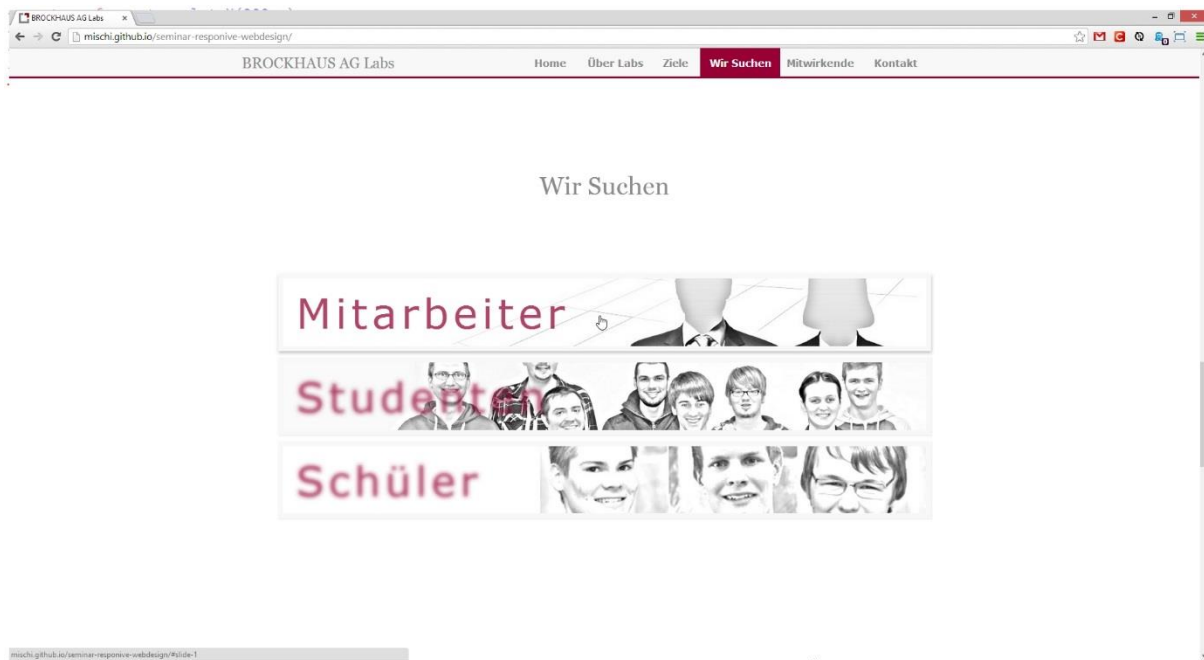 BROCKHAUS AG Labs
mischi.github.io/seminar-responive-webdesign/
BROCKHAUS AG Labs
Home Über Labs Ziele Wir Suchen Mitwirkende Kontakt
Wir Suchen
Mitarbeiter
Studenten
Schüler
mischi.github.io/seminar-responive-webdesign/#slide-1